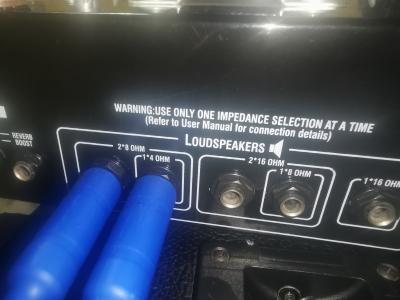 WARNING:USE ONLY ONE IMPEDANCE SELECTION AT A TIME
(Refer to User Manual for connection details)
LOUDSPEAKERS
REVERB
BOOST
2*8 OHM
1*4 OHM
2*16 OHM
1*8 OHM
1*16 OHM